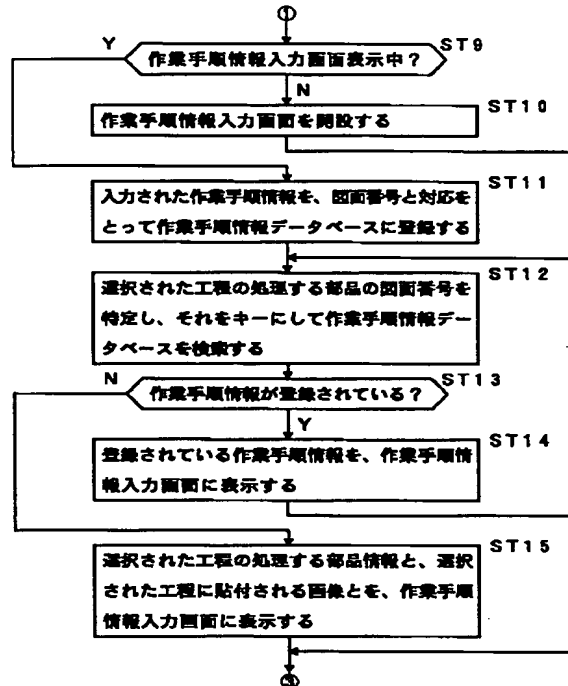 ①
Y
作業手順情報入力画面表示中?
ST9
N
ST10
作業手順情報入力画面を開設する
ST11
入力された作業手順情報を、図面番号と対応を
とって作業手順情報データベースに登録する
ST12
選択された工程の処理する部品の図面番号を
特定し、それをキーにして作業手順情報デー
タベースを検索する
N
作業手順情報が登録されている?
ST13
Y
ST14
登録されている作業手順情報を、作業手順情
報入力画面に表示する
ST15
選択された工程の処理する部品情報と、選択
された工程に貼付される画像とを、作業手順
情報入力画面に表示する
③